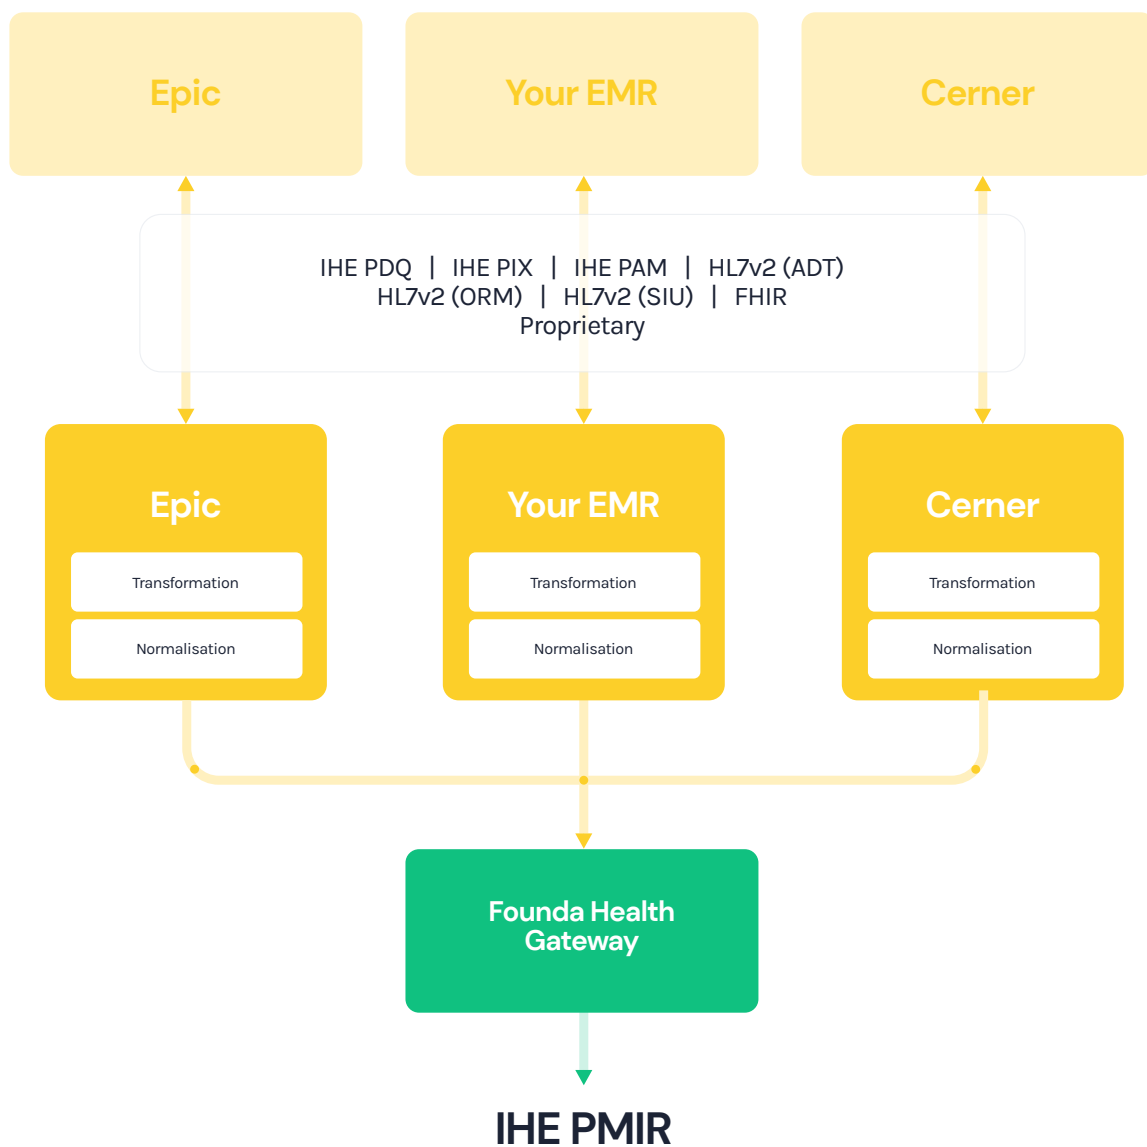 Epic
Your EMR
Cerner
IHE PDQ | IHE PIX | IHE PAM | HL7v2 (ADT)
HL7v2 (ORM) | HL7v2 (SIU) | FHIR
Proprietary
Epic
Your EMR
Cerner
Transformation
Transformation
Transformation
Normalisation
Normalisation
Normalisation
Founda Health
Gateway
IHE PMIR